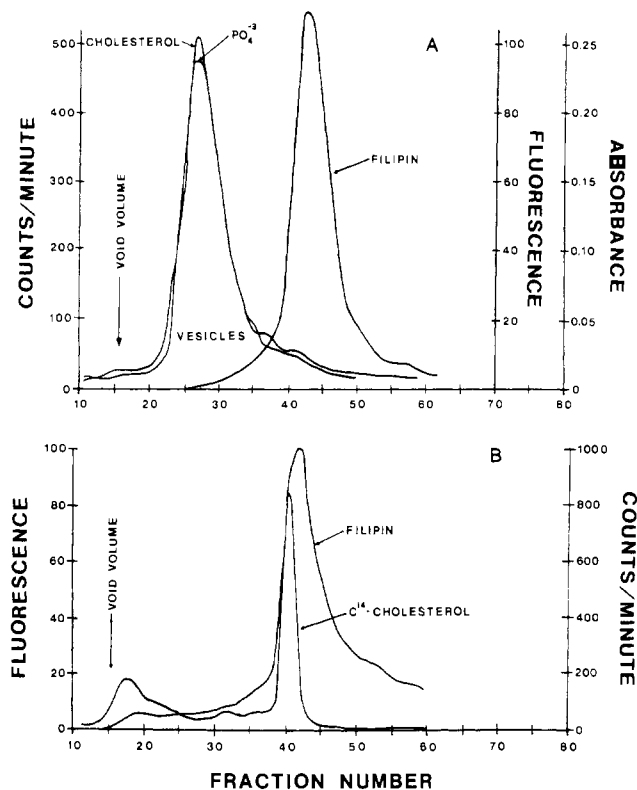 A
CHOLESTEROL
PO₄⁻³
FILIPIN
VOID VOLUME
VESICLES
COUNTS/MINUTE
500
400
300
200
100
0
FLUORESCENCE
100
80
60
40
20
0
ABSORBANCE
0.25
0.20
0.15
0.10
0.05
0
10 20 30 40 50 60 70 80
B
FLUORESCENCE
100
80
60
40
20
0
VOID VOLUME
FILIPIN
C¹⁴-CHOLESTEROL
COUNTS/MINUTE
1000
800
600
400
200
0
10 20 30 40 50 60 70 80
FRACTION NUMBER